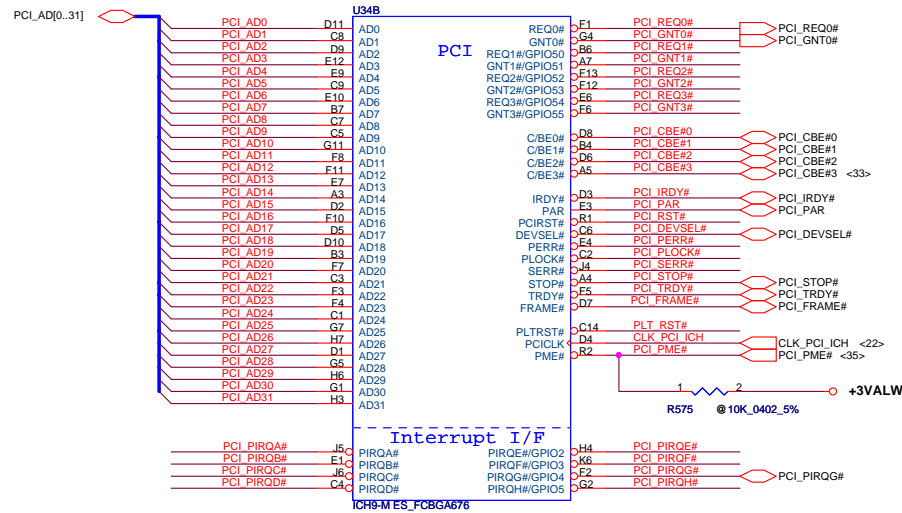 U34B
PCI_AD[0..31]
PCI
PCI_AD0 D11 AD0
PCI_AD1 C8 AD1
PCI_AD2 D9 AD2
PCI_AD3 E12 AD3
PCI_AD4 E9 AD4
PCI_AD5 C9 AD5
PCI_AD6 E10 AD6
PCI_AD7 B7 AD7
PCI_AD8 C7 AD8
PCI_AD9 C5 AD9
PCI_AD10 G11 AD10
PCI_AD11 F8 AD11
PCI_AD12 F11 AD12
PCI_AD13 E7 AD13
PCI_AD14 A3 AD14
PCI_AD15 D2 AD15
PCI_AD16 F10 AD16
PCI_AD17 D5 AD17
PCI_AD18 D10 AD18
PCI_AD19 B3 AD19
PCI_AD20 F7 AD20
PCI_AD21 C3 AD21
PCI_AD22 F3 AD22
PCI_AD23 F4 AD23
PCI_AD24 C1 AD24
PCI_AD25 G7 AD25
PCI_AD26 H7 AD26
PCI_AD27 D1 AD27
PCI_AD28 G5 AD28
PCI_AD29 H6 AD29
PCI_AD30 G1 AD30
PCI_AD31 H3 AD31
REQ0# F1 PCI_REQ0# PCI_REQ0#
GNT0# G4 PCI_GNT0# PCI_GNT0#
REQ1#/GPIO50 B6 PCI_REQ1#
GNT1#/GPIO51 A7 PCI_GNT1#
REQ2#/GPIO52 F13 PCI_REQ2#
GNT2#/GPIO53 F12 PCI_GNT2#
REQ3#/GPIO54 E6 PCI_REQ3#
GNT3#/GPIO55 F6 PCI_GNT3#
C/BE0# D8 PCI_CBE#0 PCI_CBE#0
C/BE1# B4 PCI_CBE#1 PCI_CBE#1
C/BE2# D6 PCI_CBE#2 PCI_CBE#2
C/BE3# A5 PCI_CBE#3 PCI_CBE#3 <33>
IRDY# D3 PCI_IRDY# PCI_IRDY#
PAR E3 PCI_PAR PCI_PAR
PCIRST# R1 PCI_RST#
DEVSEL# C6 PCI_DEVSEL# PCI_DEVSEL#
PERR# E4 PCI_PERR#
PLOCK# C2 PCI_PLOCK#
SERR# J4 PCI_SERR#
STOP# A4 PCI_STOP# PCI_STOP#
TRDY# F5 PCI_TRDY# PCI_TRDY#
FRAME# D7 PCI_FRAME# PCI_FRAME#
PLTRST# C14 PLT_RST#
PCICLK D4 CLK_PCI_ICH CLK_PCI_ICH <22>
PME# R2 PCI_PME# PCI_PME# <35>
1 2 +3VALW
R575 @10K_0402_5%
Interrupt I/F
PCI_PIRQA# J5 PIRQA# PIRQE#/GPIO2 H4 PCI_PIRQE#
PCI_PIRQB# E1 PIRQB# PIRQF#/GPIO3 K6 PCI_PIRQF#
PCI_PIRQC# J6 PIRQC# PIRQG#/GPIO4 F2 PCI_PIRQG# PCI_PIRQG#
PCI_PIRQD# C4 PIRQD# PIRQH#/GPIO5 G2 PCI_PIRQH#
ICH9-M ES_FCBGA676